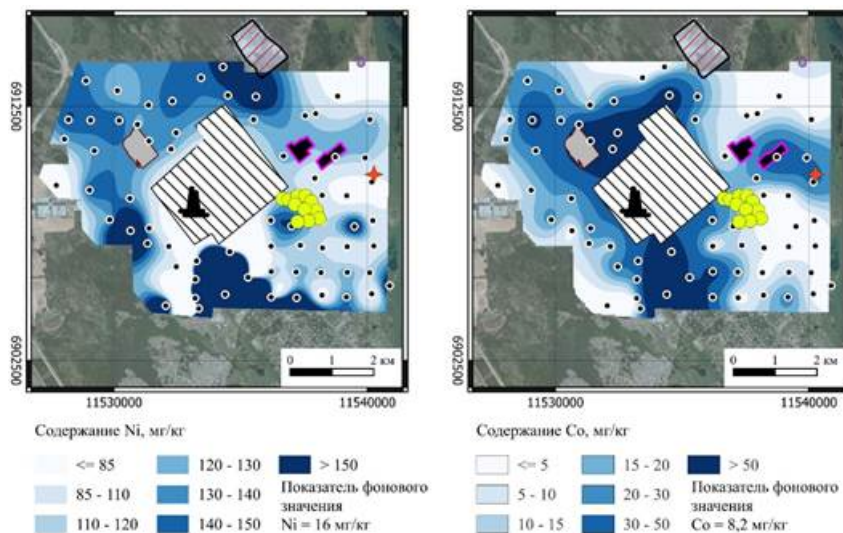 6912500
6902500
0 1 2 км
11530000 11540000
Содержание Ni, мг/кг
<= 85
85 - 110
110 - 120
120 - 130
130 - 140
140 - 150
> 150
Показатель фонового
значения
Ni = 16 мг/кг
6912500
6902500
0 1 2 км
11530000 11540000
Содержание Co, мг/кг
<= 5
5 - 10
10 - 15
15 - 20
20 - 30
30 - 50
> 50
Показатель фонового
значения
Co = 8,2 мг/кг